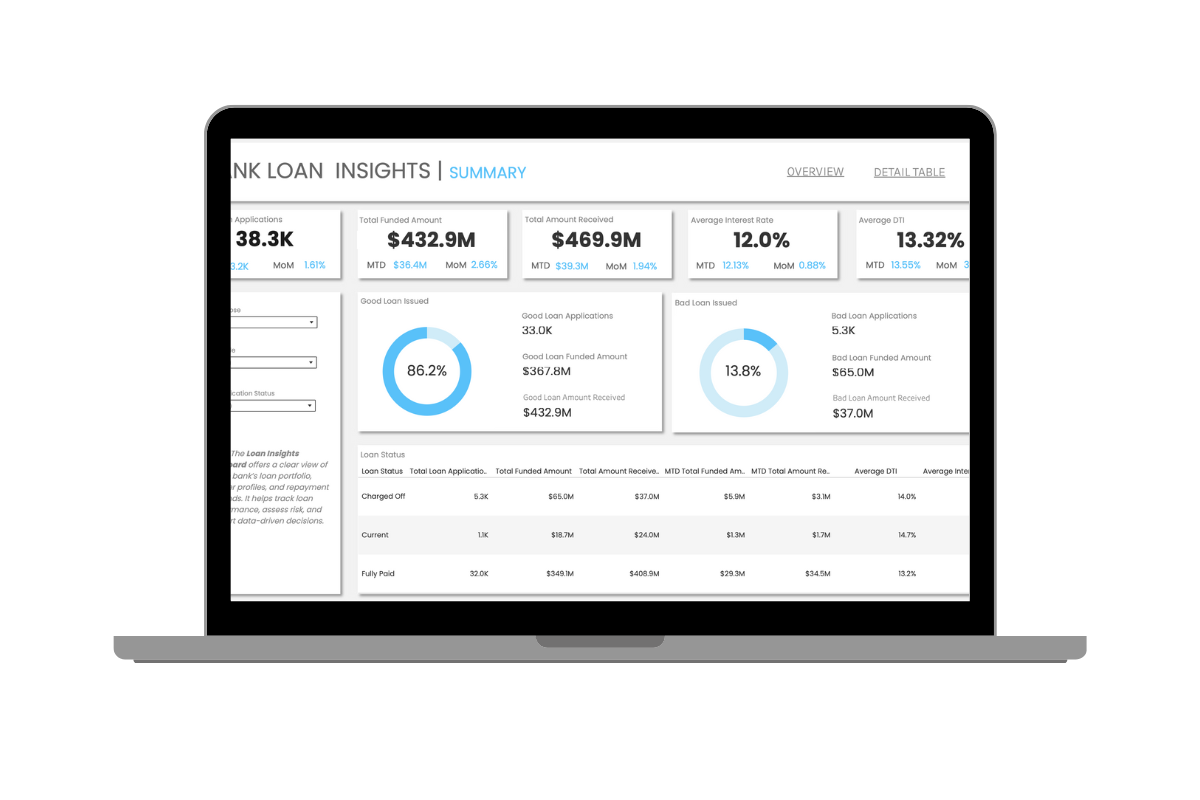 NK LOAN INSIGHTS | SUMMARY
OVERVIEW
DETAIL TABLE
Applications
38.3K
3.2K MoM 1.61%
Total Funded Amount
$432.9M
MTD $36.4M MoM 2.66%
Total Amount Received
$469.9M
MTD $39.3M MoM 1.94%
Average Interest Rate
12.0%
MTD 12.13% MoM 0.88%
Average DTI
13.32%
MTD 13.55% MoM 3
ication Status
The Loan Insights
ard offers a clear view of
bank's loan portfolio,
r profiles, and repayment
ds. It helps track loan
mance, assess risk, and
rt data-driven decisions.
Good Loan Issued
86.2%
Good Loan Applications
33.0K
Good Loan Funded Amount
$367.8M
Good Loan Amount Received
$432.9M
Bad Loan Issued
13.8%
Bad Loan Applications
5.3K
Bad Loan Funded Amount
$65.0M
Bad Loan Amount Received
$37.0M
Loan Status
Loan Status Total Loan Applicatio.. Total Funded Amount Total Amount Receive.. MTD Total Funded Am.. MTD Total Amount Re.. Average DTI Average Inte
Charged Off 5.3K $65.0M $37.0M $5.9M $3.1M 14.0%
Current 1.1K $18.7M $24.0M $1.3M $1.7M 14.7%
Fully Paid 32.0K $349.1M $408.9M $29.3M $34.5M 13.2%